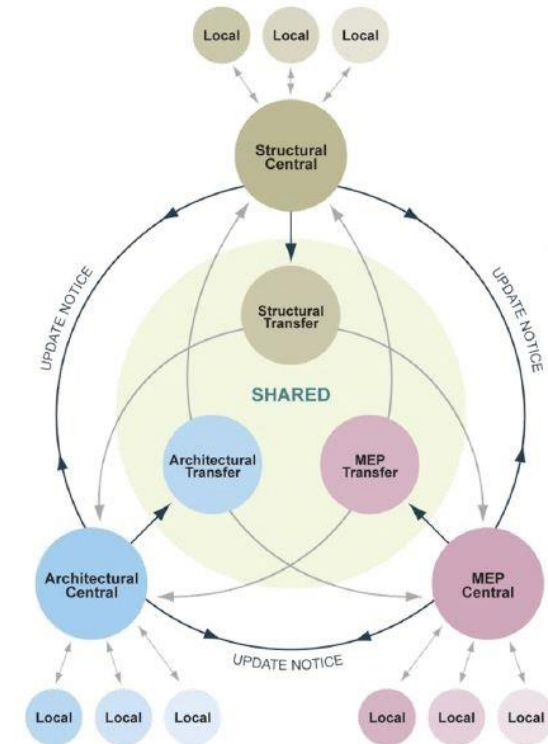 Local
Local
Local
Structural
Central
UPDATE NOTICE
UPDATE NOTICE
Structural
Transfer
SHARED
Architectural
Transfer
MEP
Transfer
Architectural
Central
MEP
Central
UPDATE NOTICE
Local
Local
Local
Local
Local
Local